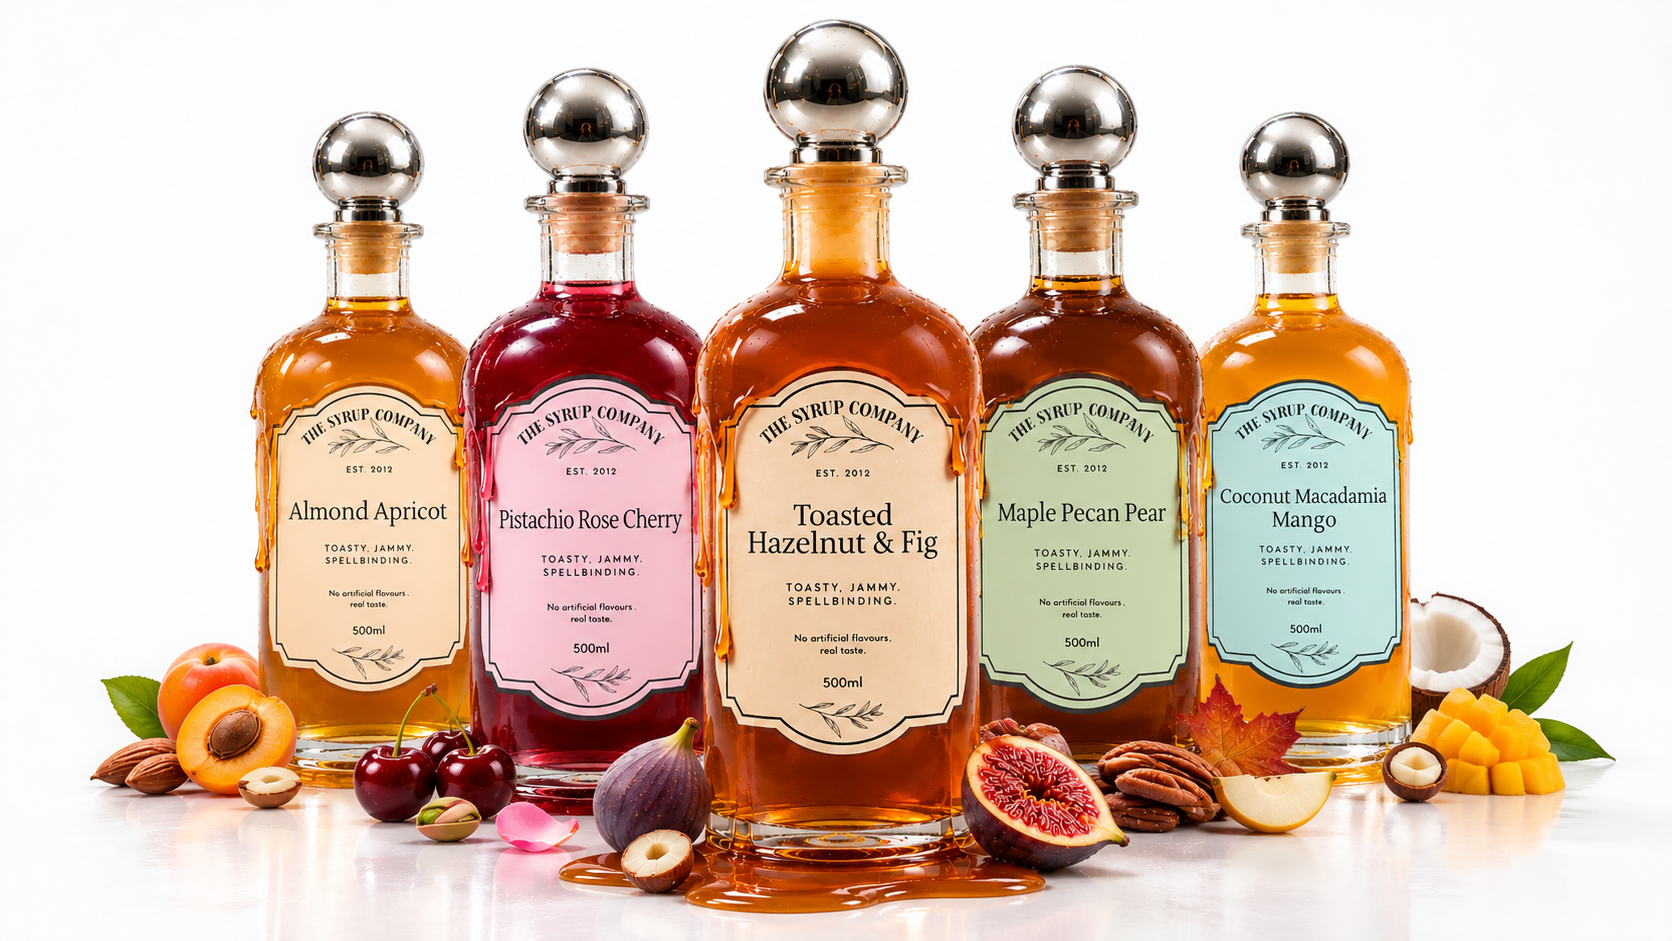 THE SYRUP COMPANY
EST. 2012
Almond Apricot
TOASTY, JAMMY.
SPELLBINDING.
No artificial flavours.
real taste.
500ml
THE SYRUP COMPANY
EST. 2012
Pistachio Rose Cherry
TOASTY, JAMMY.
SPELLBINDING.
No artificial flavours.
real taste.
500ml
THE SYRUP COMPANY
EST. 2012
Toasted
Hazelnut & Fig
TOASTY, JAMMY.
SPELLBINDING.
No artificial flavours,
real taste.
500ml
THE SYRUP COMPANY
EST. 2012
Maple Pecan Pear
TOASTY, JAMMY.
SPELLBINDING.
No artificial flavours.
real taste.
500ml
THE SYRUP COMPANY
EST. 2012
Coconut Macadamia
Mango
TOASTY, JAMMY.
SPELLBINDING.
No artificial flavours.
real taste.
500ml